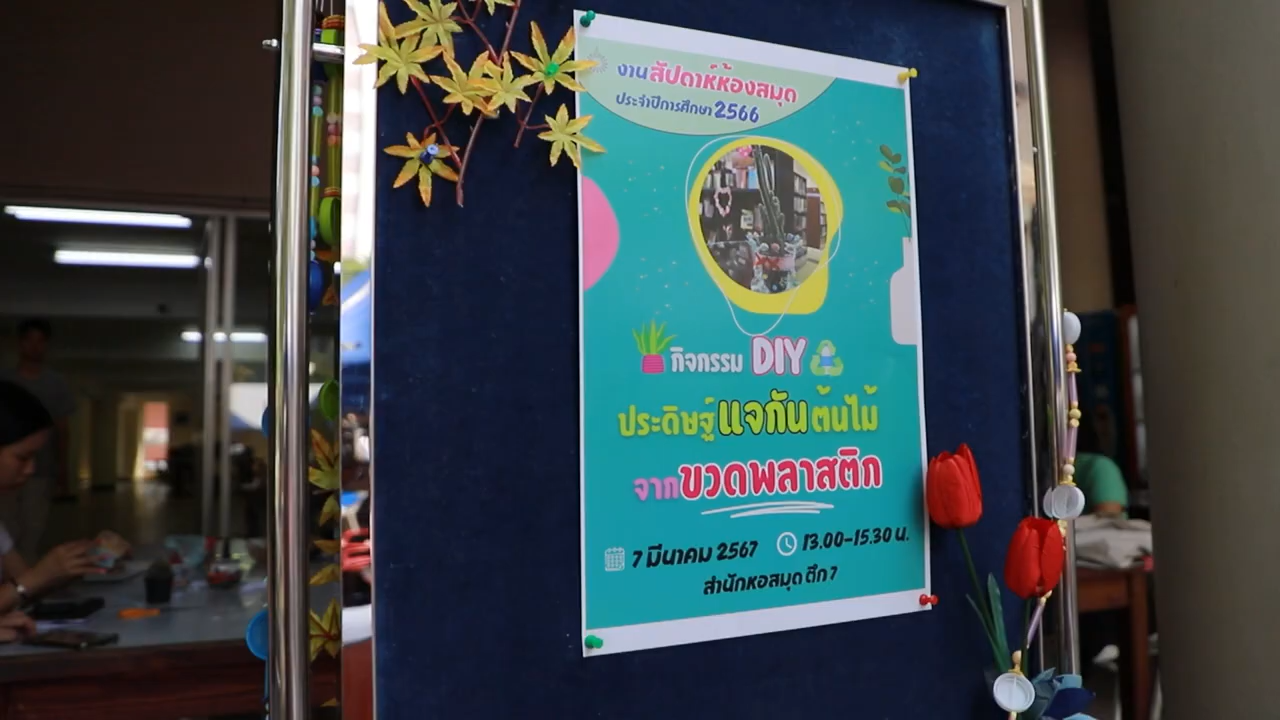 งานสัปดาห์ห้องสมุด
ประจำปีการศึกษา 2566
กิจกรรม DIY
ประดิษฐ์แจกันต้นไม้
จากขวดพลาสติก
7 มีนาคม 2567 13.00-15.30 น.
สำนักหอสมุด ตึก 7